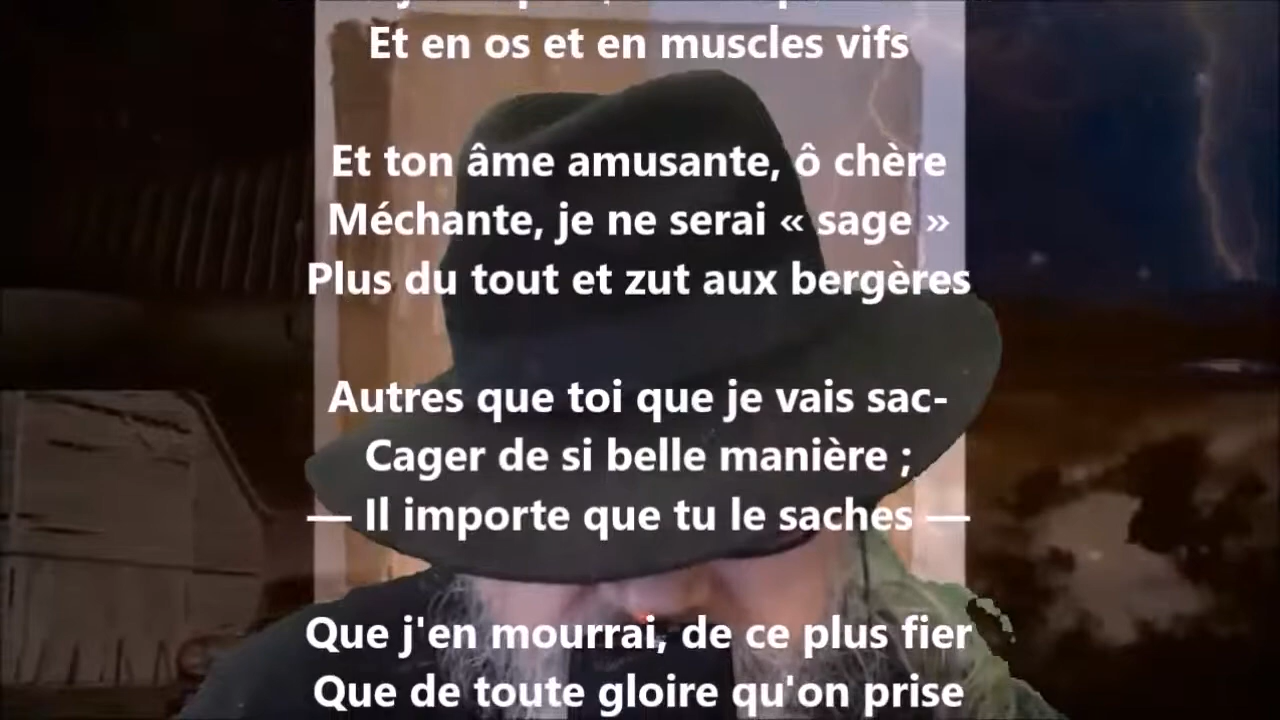 Et en os et en muscles vifs
Et ton âme amusante, ô chère
Méchante, je ne serai « sage »
Plus du tout et zut aux bergères
Autres que toi que je vais sac-
Cager de si belle manière ;
— Il importe que tu le saches —
Que j'en mourrai, de ce plus fier
Que de toute gloire qu'on prise